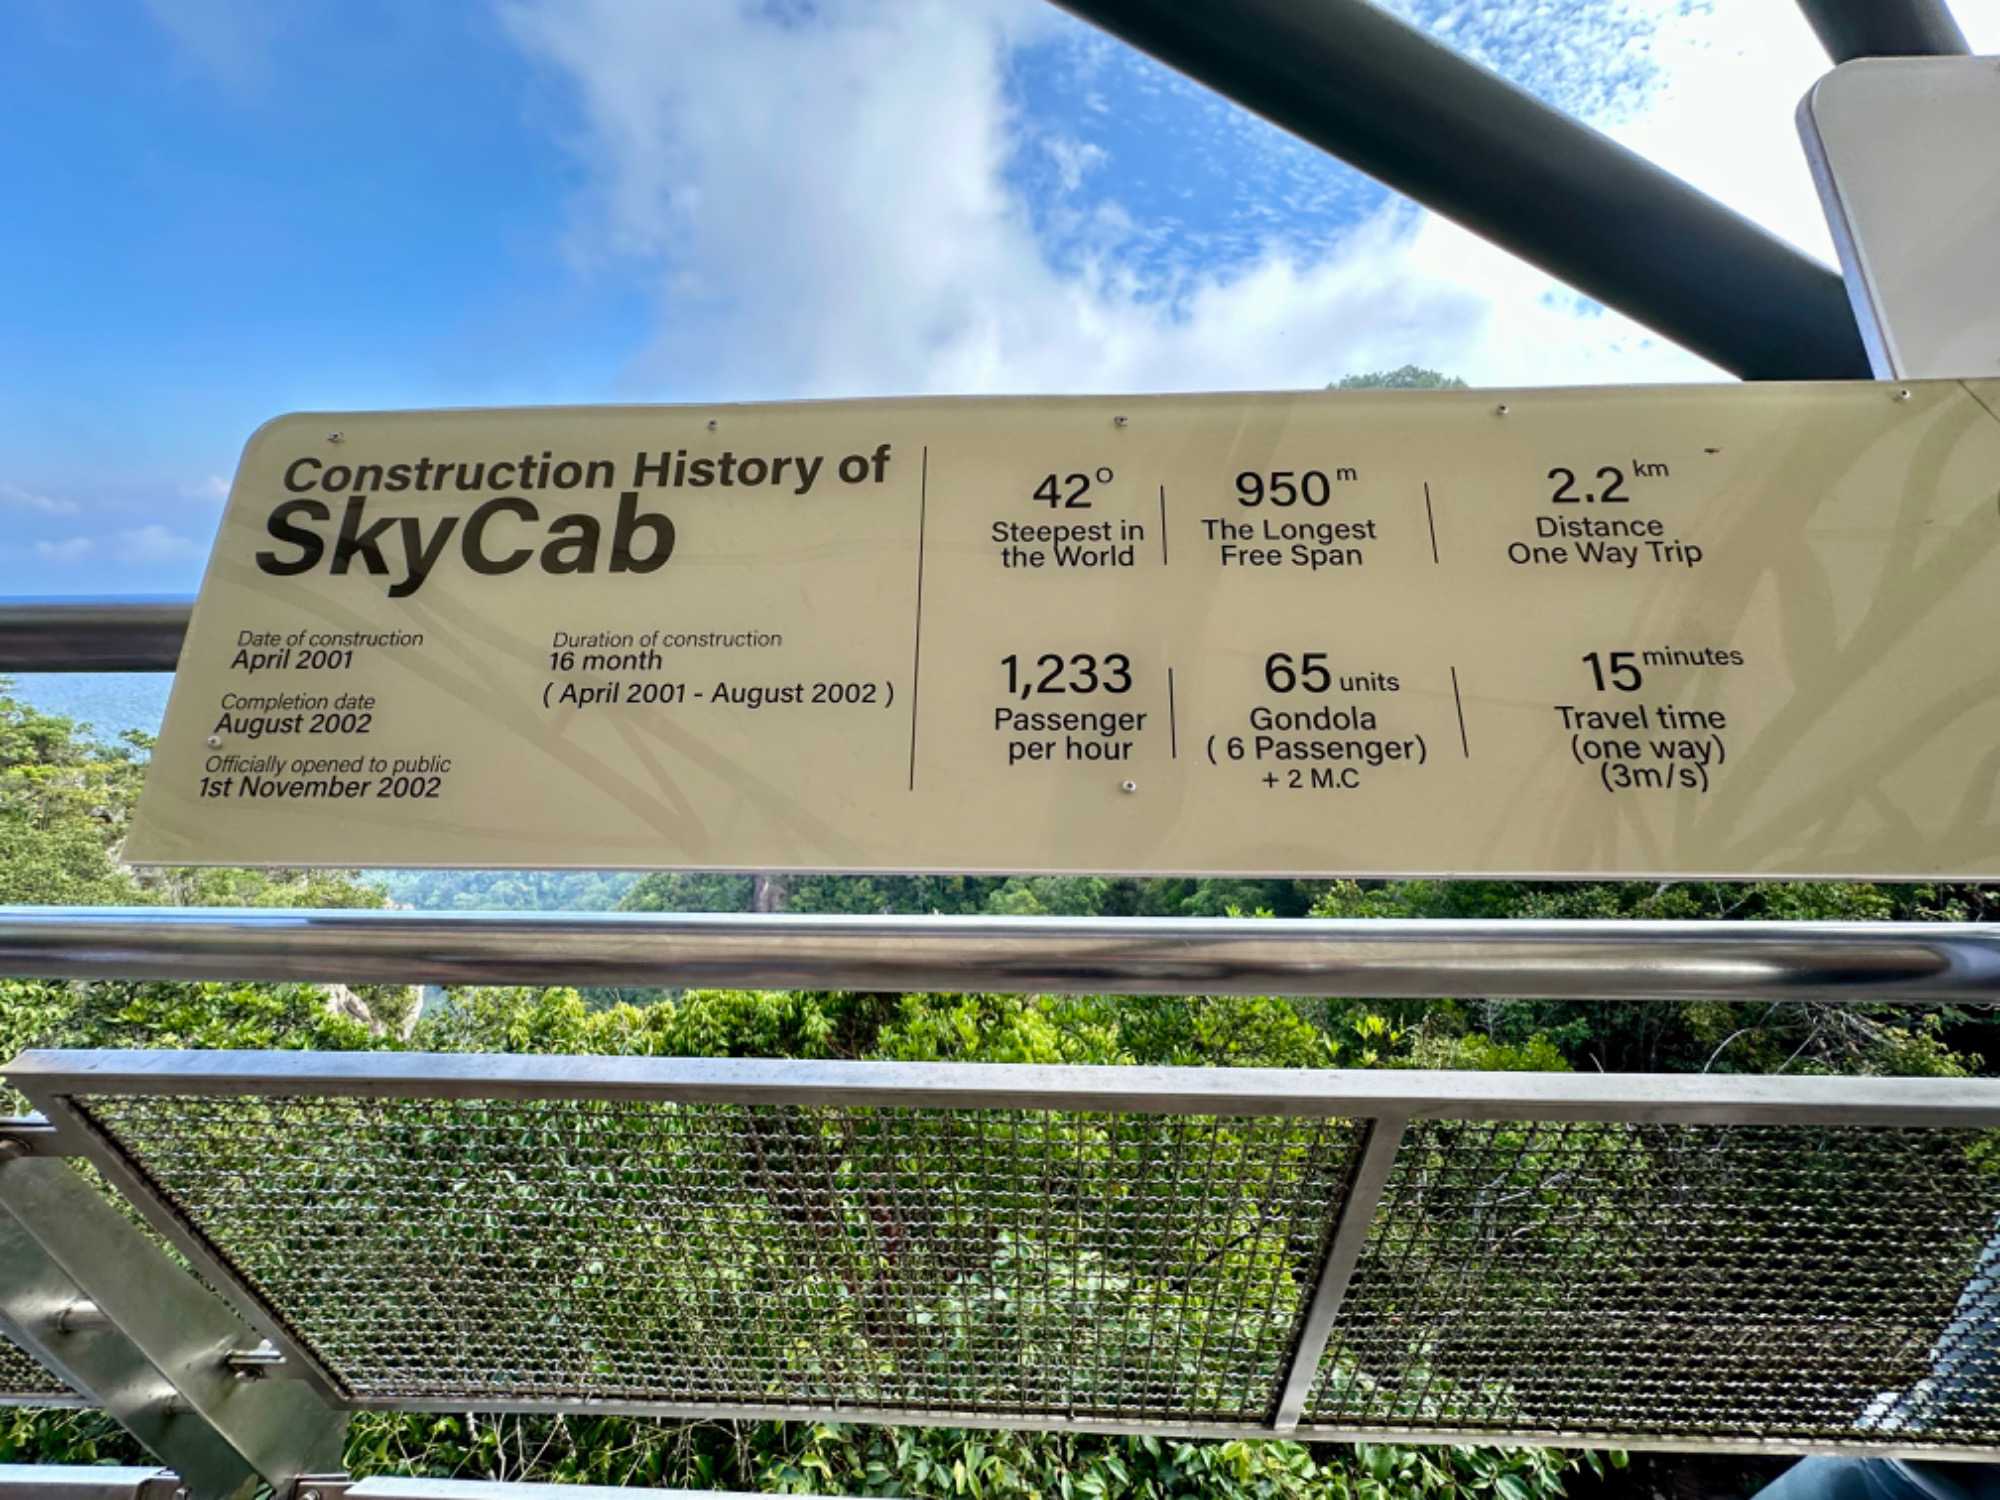 Construction History of
SkyCab
Date of construction
April 2001
Completion date
August 2002
Officially opened to public
1st November 2002
Duration of construction
16 month
( April 2001 - August 2002 )
42°
Steepest in
the World
950 m
The Longest
Free Span
2.2 km
Distance
One Way Trip
1,233
Passenger
per hour
65 units
Gondola
( 6 Passenger)
+ 2 M.C
15 minutes
Travel time
(one way)
(3m/s)